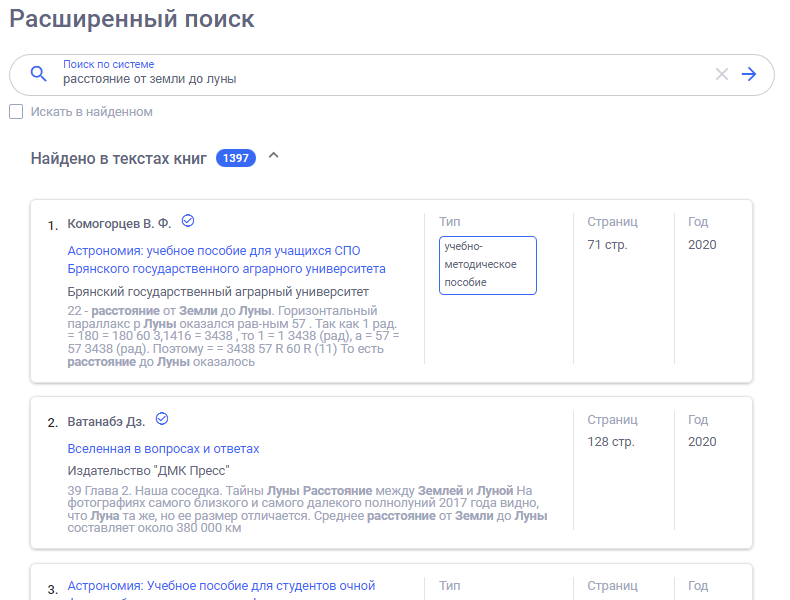 Расширенный поиск
Поиск по системе
расстояние от земли до луны
Искать в найденном
Найдено в текстах книг 1397
1. Комогорцев В. Ф.
Астрономия: учебное пособие для учащихся СПО
Брянского государственного аграрного университета
Брянский государственный аграрный университет
22 - расстояние от Земли до Луны. Горизонтальный
параллакс p Луны оказался рав-ным 57 . Так как 1 рад.
= 180 = 180 60 3,1416 = 3438 , то 1 = 1 3438 (рад), а = 57 =
57 3438 (рад). Поэтому = = 3438 57 R 60 R (11) То есть
расстояние до Луны оказалось
Тип
учебно-
методическое
пособие
Страниц
71 стр.
Год
2020
2. Ватанабэ Дз.
Вселенная в вопросах и ответах
Издательство "ДМК Пресс"
39 Глава 2. Наша соседка. Тайны Луны Расстояние между Землей и Луной На
фотографиях самого близкого и самого далекого полнолуний 2017 года видно,
что Луна та же, но ее размер отличается. Среднее расстояние от Земли до Луны
составляет около 380 000 км
Страниц
128 стр.
Год
2020
3. Астрономия: Учебное пособие для студентов очной
Тип
Страниц
Год